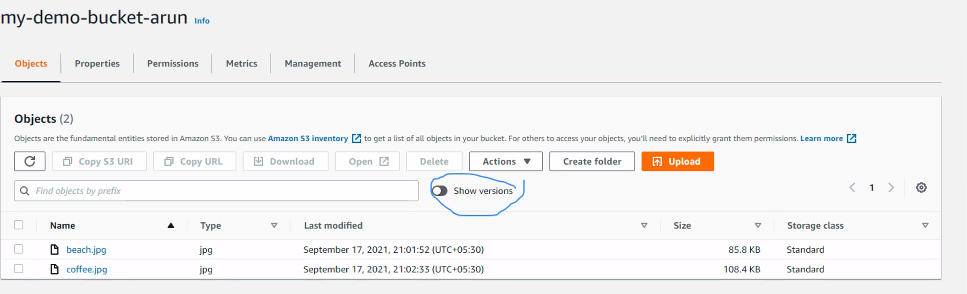 my-demo-bucket-arun Info
Objects Properties Permissions Metrics Management Access Points
Objects (2)
Objects are the fundamental entities stored in Amazon S3. You can use Amazon S3 inventory to get a list of all objects in your bucket. For others to access your objects, you'll need to explicitly grant them permissions. Learn more
Copy S3 URI Copy URL Download Open Delete Actions Create folder Upload
Find objects by prefix Show versions 1
Name Type Last modified Size Storage class
beach.jpg jpg September 17, 2021, 21:01:52 (UTC+05:30) 85.8 KB Standard
coffee.jpg jpg September 17, 2021, 21:02:33 (UTC+05:30) 108.4 KB Standard